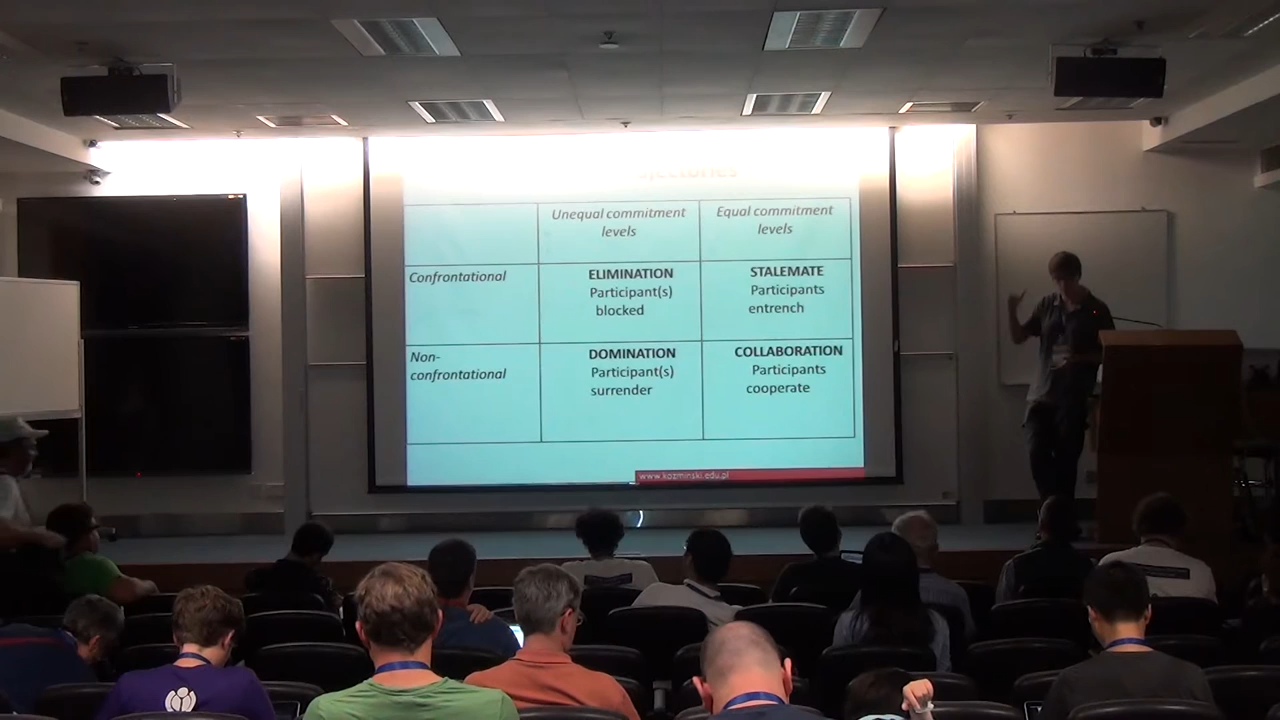 Unequal commitment
levels
Equal commitment
levels
Confrontational
ELIMINATION
Participant(s)
blocked
STALEMATE
Participants
entrench
Non-
confrontational
DOMINATION
Participant(s)
surrender
COLLABORATION
Participants
cooperate
www.kozminski.edu.pl